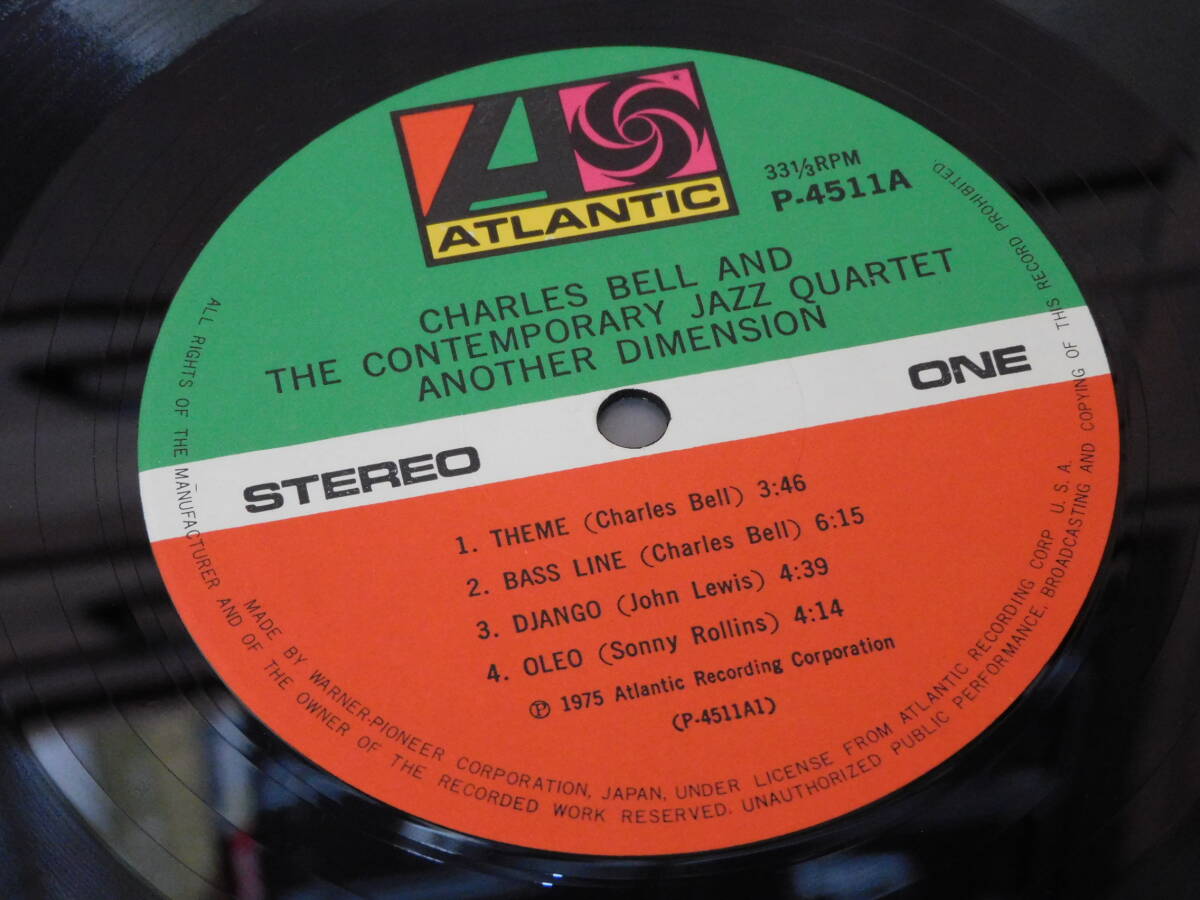 ATLANTIC
33 1/3 RPM
P-4511A
CHARLES BELL AND
THE CONTEMPORARY JAZZ QUARTET
ANOTHER DIMENSION
STEREO
ONE
1. THEME (Charles Bell) 3:46
2. BASS LINE (Charles Bell) 6:15
3. DJANGO (John Lewis) 4:39
4. OLEO (Sonny Rollins) 4:14
Ⓟ 1975 Atlantic Recording Corporation
(P-4511A1)
MADE BY WARNER-PIONEER CORPORATION, JAPAN, UNDER LICENSE FROM ATLANTIC RECORDING CORP. U.S.A.
ALL RIGHTS OF THE MANUFACTURER AND OF THE OWNER OF THE RECORDED WORK RESERVED. UNAUTHORIZED PUBLIC PERFORMANCE, BROADCASTING AND COPYING OF THIS RECORD PROHIBITED.